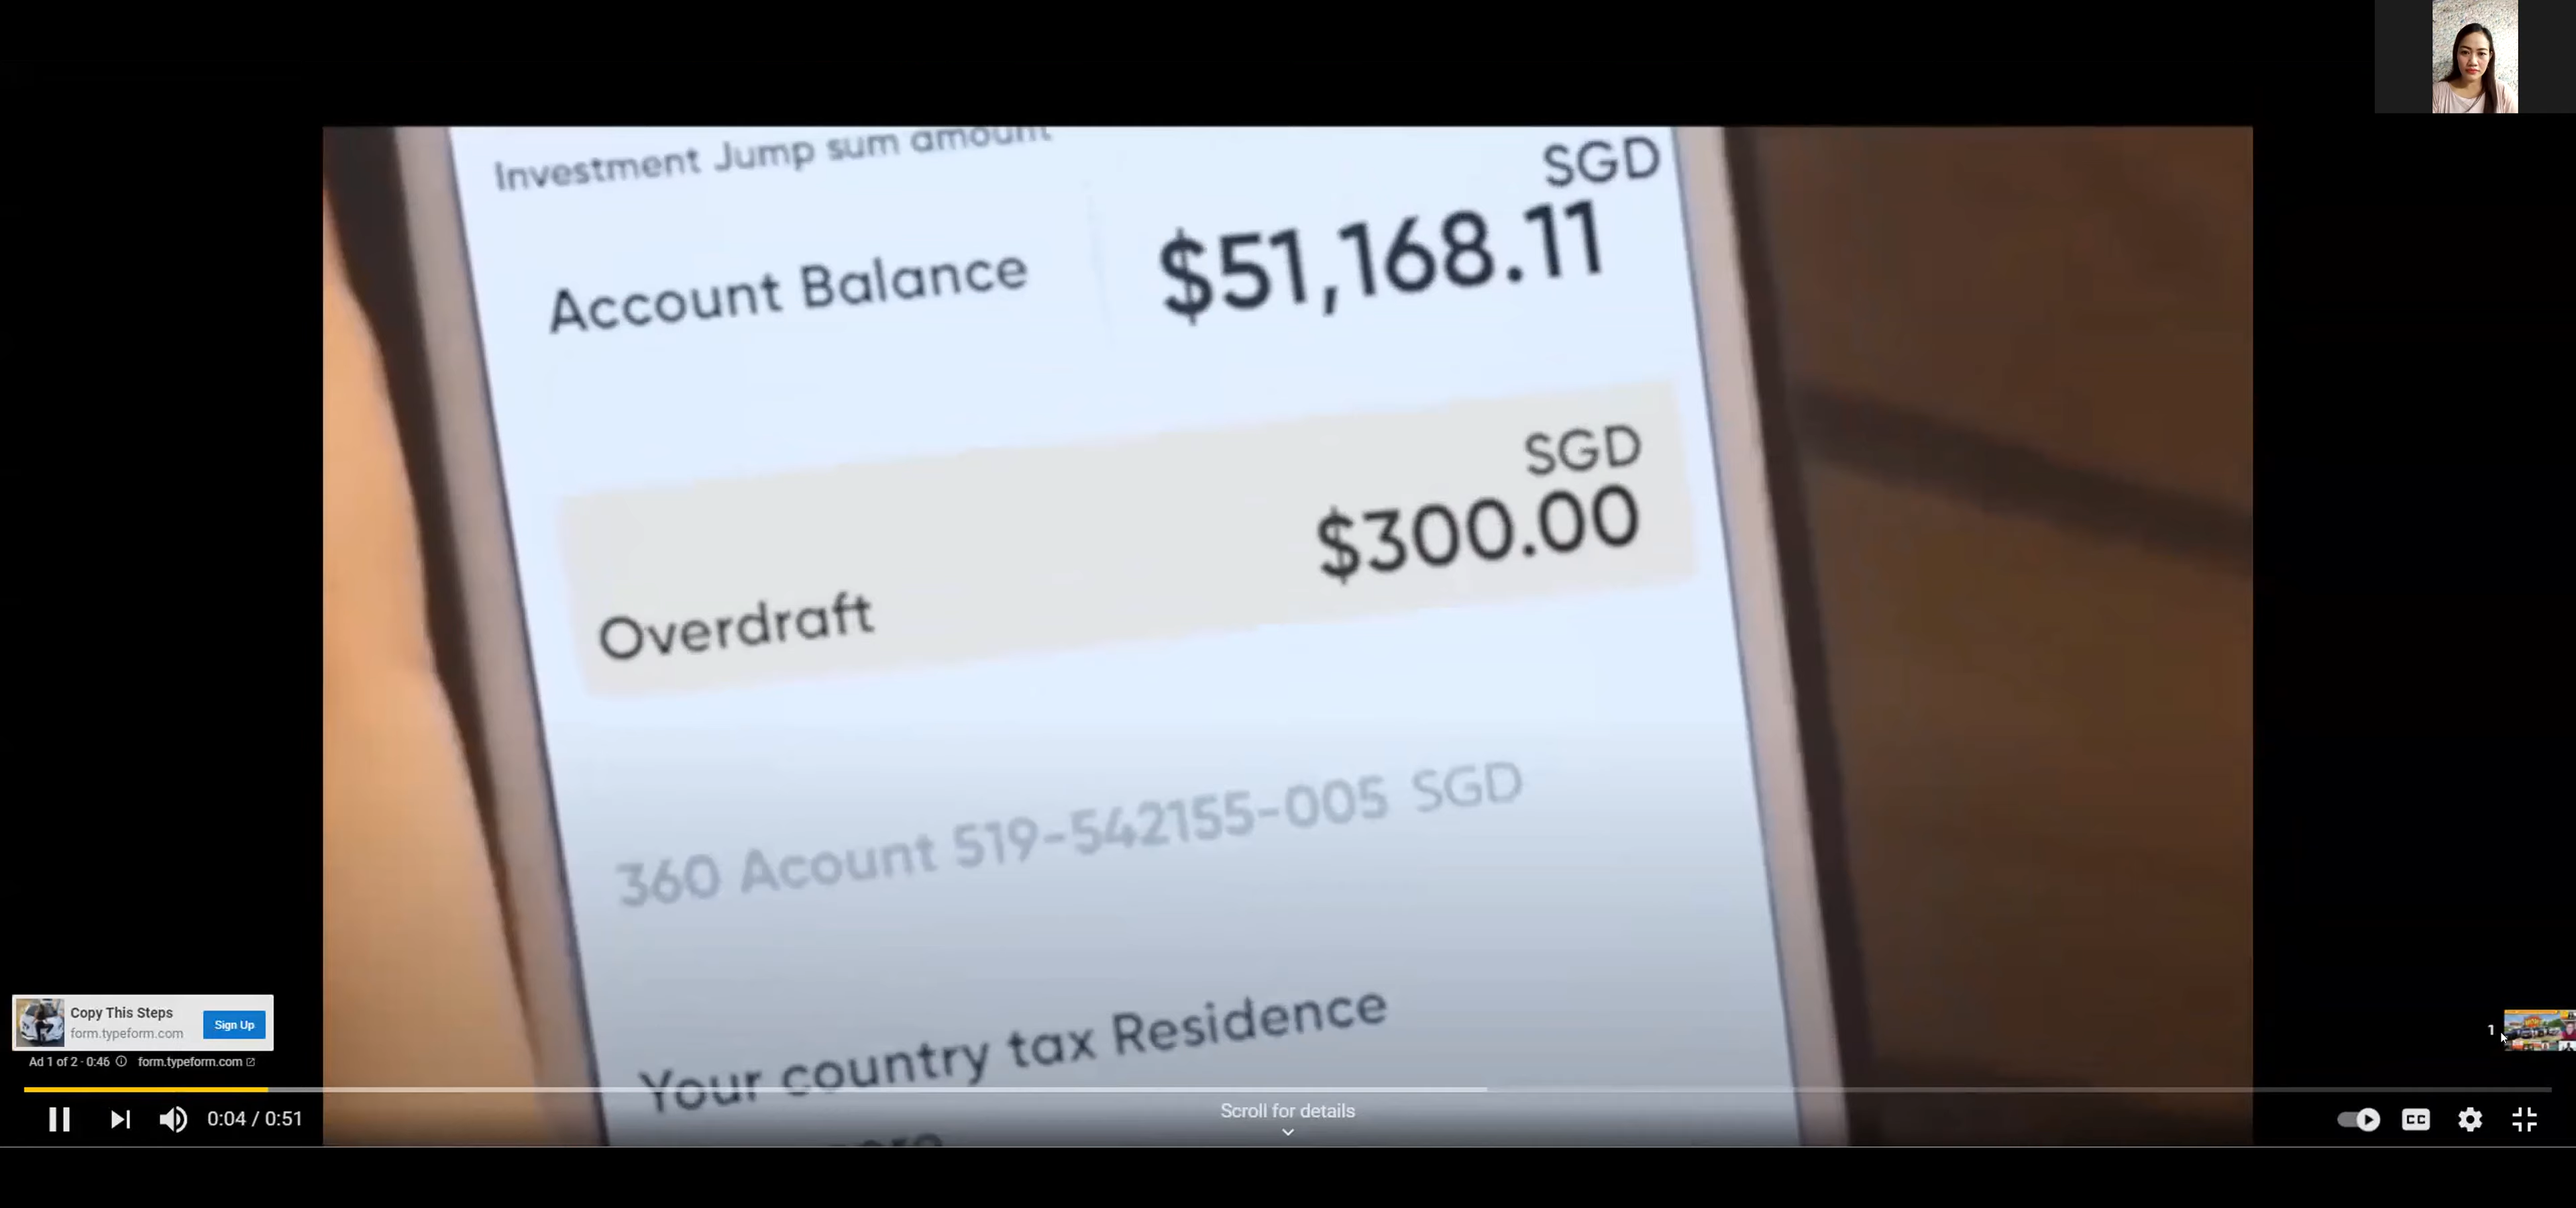 Investment Jump sum amount
SGD
Account Balance $51,168.11
SGD
$300.00
Overdraft
360 Acount 519-542155-005 SGD
Your country tax Residence
Copy This Steps
form.typeform.com
Sign Up
Ad 1 of 2 · 0:46 form.typeform.com
1
0:04 / 0:51
Scroll for details
CC